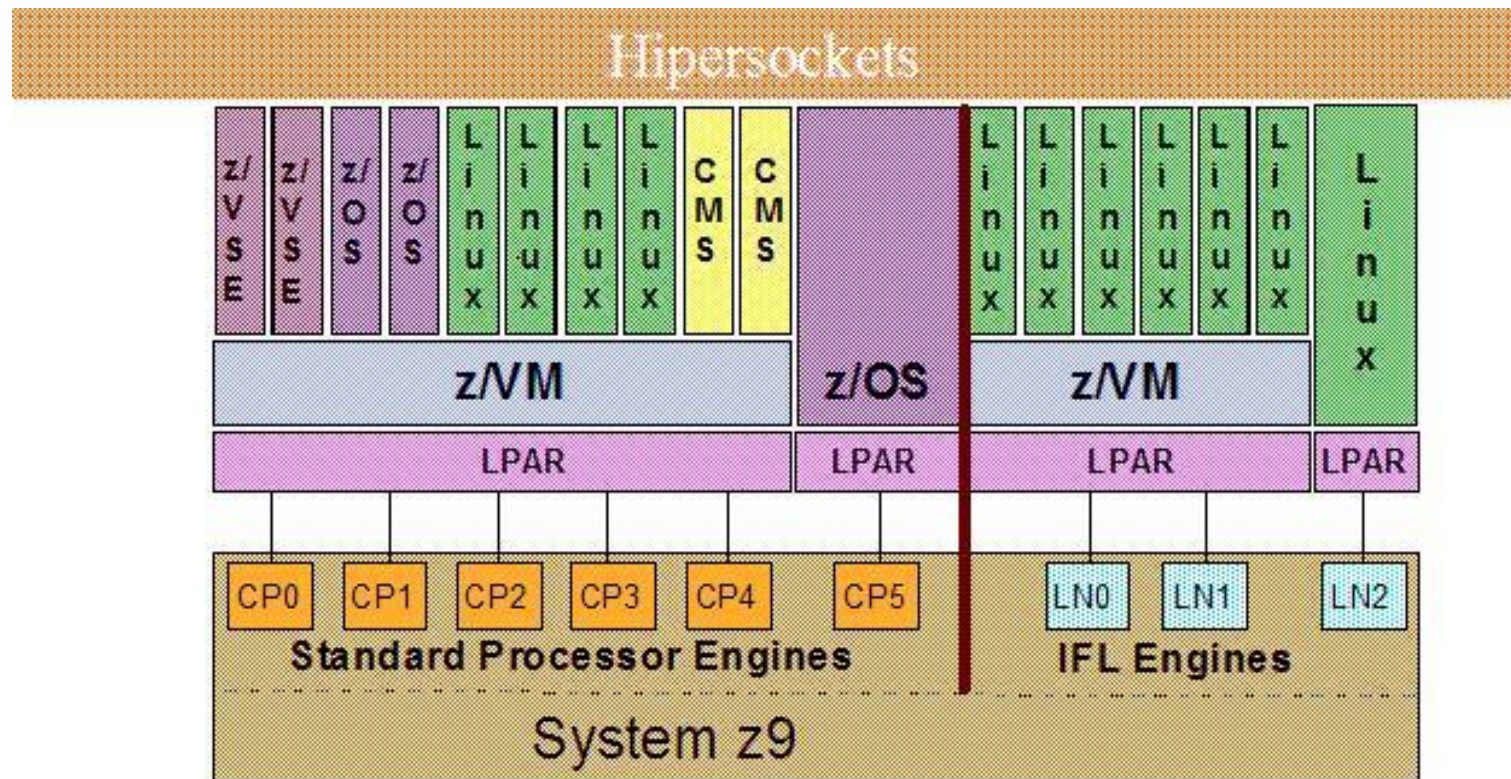 Hipersockets
z/VSE
z/VSE
z/OS
z/OS
Linux
Linux
Linux
Linux
CMS
CMS
z/OS
Linux
Linux
Linux
Linux
Linux
Linux
Linux
z/VM
z/VM
LPAR
LPAR
LPAR
LPAR
CP0
CP1
CP2
CP3
CP4
CP5
LN0
LN1
LN2
Standard Processor Engines
IFL Engines
System z9